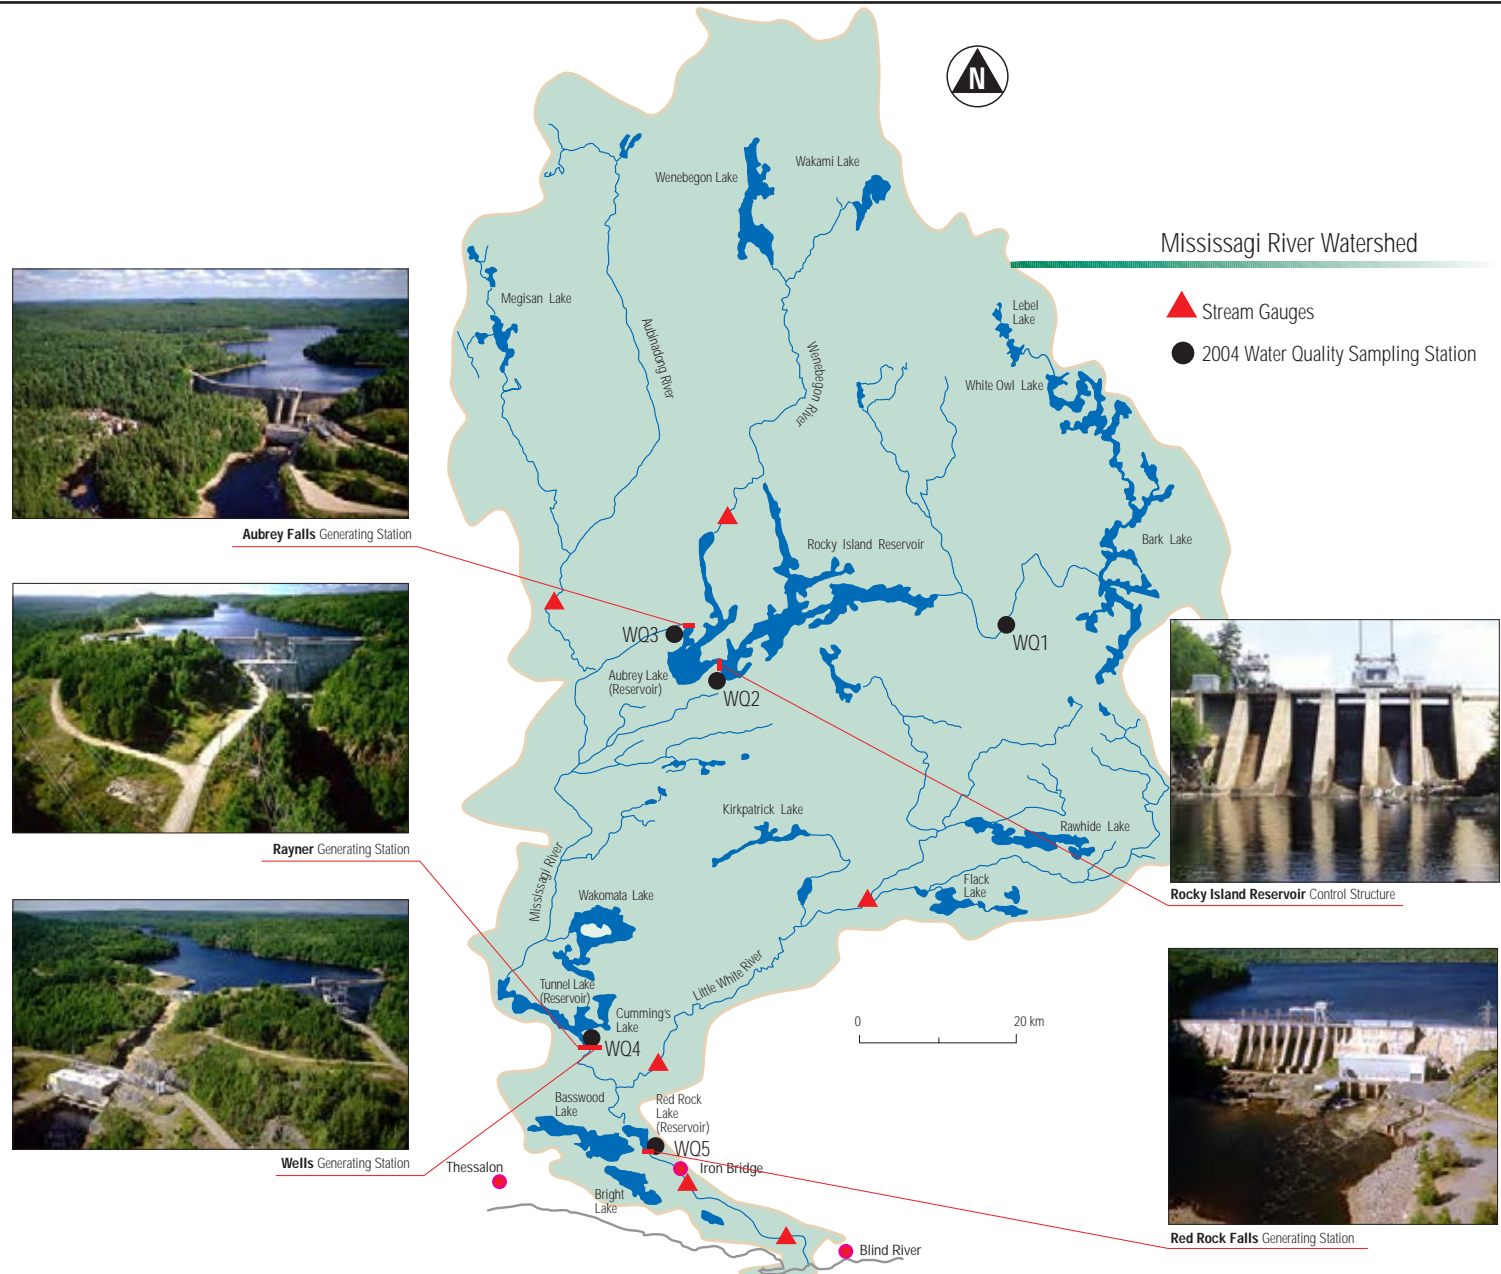 N
Mississagi River Watershed
Stream Gauges
2004 Water Quality Sampling Station
Wakami Lake
Wenebegon Lake
Megisan Lake
Aubinadong River
Wenebegon River
Lebel
Lake
White Owl Lake
Bark Lake
Rocky Island Reservoir
Aubrey Falls Generating Station
WQ3
WQ1
Aubrey Lake
(Reservoir)
WQ2
Kirkpatrick Lake
Rawhide Lake
Rayner Generating Station
Mississagi River
Flack
Lake
Wakomata Lake
Rocky Island Reservoir Control Structure
Little White River
Tunnel Lake
(Reservoir)
Cumming's
Lake
0 20 km
WQ4
Basswood
Lake
Red Rock
Lake
(Reservoir)
WQ5
Wells Generating Station
Thessalon
Iron Bridge
Bright
Lake
Blind River
Red Rock Falls Generating Station